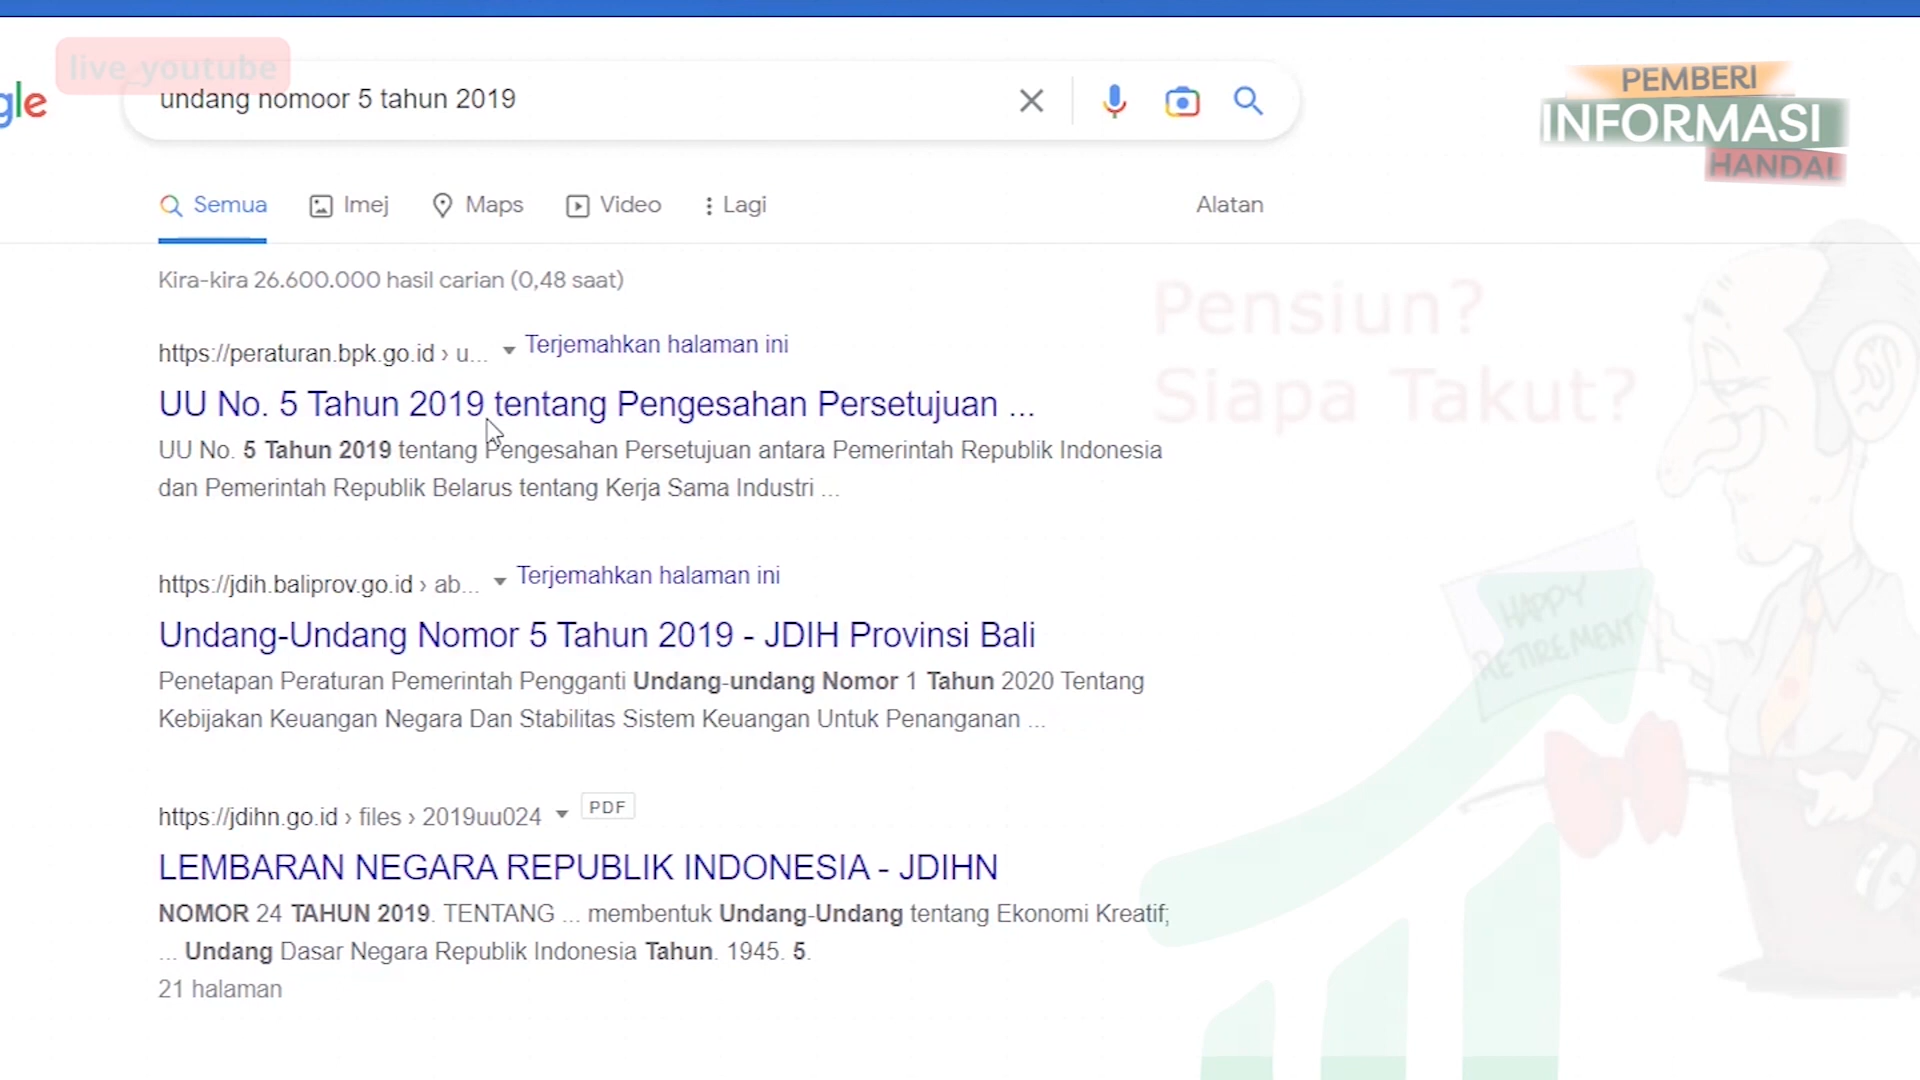 live_youtube
gle
undang nomoor 5 tahun 2019
PEMBERI
INFORMASI
HANDAL
Semua
Imej
Maps
Video
Lagi
Alatan
Kira-kira 26.600.000 hasil carian (0,48 saat)
Pensiun?
Siapa Takut?
https://peraturan.bpk.go.id › u... Terjemahkan halaman ini
UU No. 5 Tahun 2019 tentang Pengesahan Persetujuan ...
UU No. 5 Tahun 2019 tentang Pengesahan Persetujuan antara Pemerintah Republik Indonesia
dan Pemerintah Republik Belarus tentang Kerja Sama Industri ...
https://jdih.baliprov.go.id › ab... Terjemahkan halaman ini
Undang-Undang Nomor 5 Tahun 2019 - JDIH Provinsi Bali
Penetapan Peraturan Pemerintah Pengganti Undang-undang Nomor 1 Tahun 2020 Tentang
Kebijakan Keuangan Negara Dan Stabilitas Sistem Keuangan Untuk Penanganan ...
HAPPY
RETIREMENT
https://jdihn.go.id › files › 2019uu024 PDF
LEMBARAN NEGARA REPUBLIK INDONESIA - JDIHN
NOMOR 24 TAHUN 2019. TENTANG ... membentuk Undang-Undang tentang Ekonomi Kreatif;
... Undang Dasar Negara Republik Indonesia Tahun. 1945. 5.
21 halaman